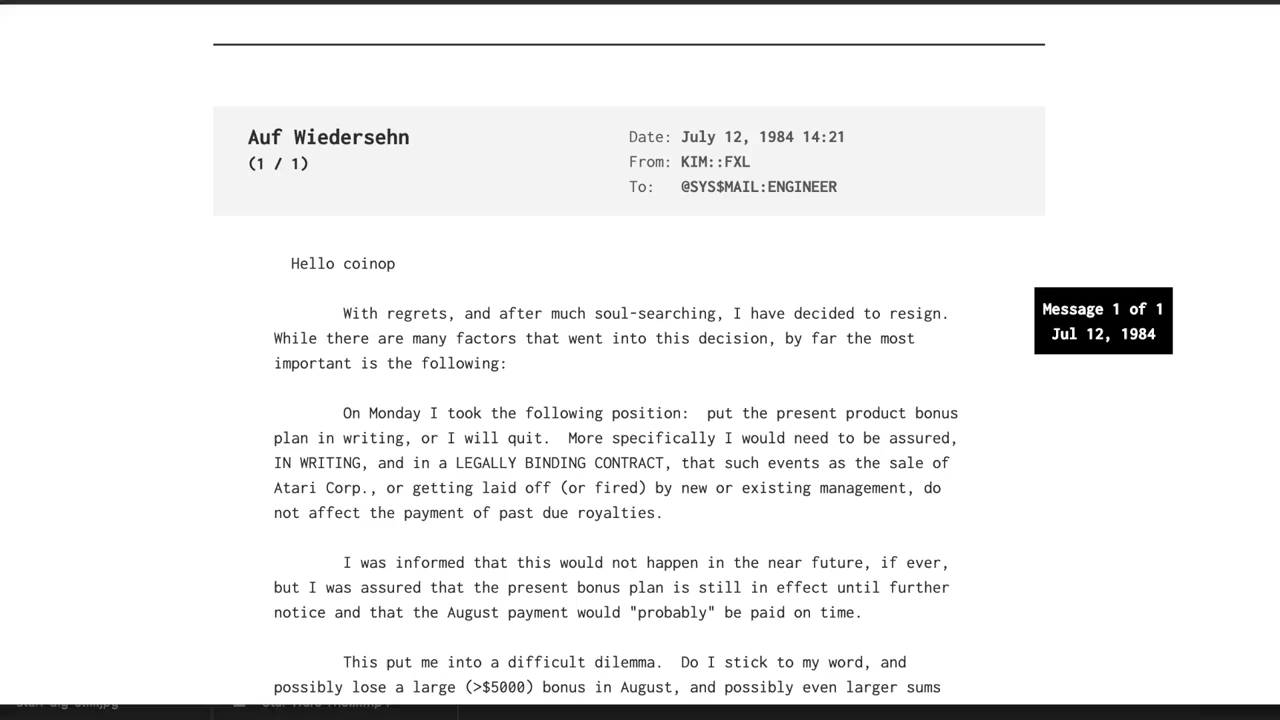 Auf Wiedersehn
(1 / 1)
Date: July 12, 1984 14:21
From: KIM::FXL
To: @SYS$MAIL:ENGINEER
Hello coinop
With regrets, and after much soul-searching, I have decided to resign.
While there are many factors that went into this decision, by far the most
important is the following:
Message 1 of 1
Jul 12, 1984
On Monday I took the following position: put the present product bonus
plan in writing, or I will quit. More specifically I would need to be assured,
IN WRITING, and in a LEGALLY BINDING CONTRACT, that such events as the sale of
Atari Corp., or getting laid off (or fired) by new or existing management, do
not affect the payment of past due royalties.
I was informed that this would not happen in the near future, if ever,
but I was assured that the present bonus plan is still in effect until further
notice and that the August payment would "probably" be paid on time.
This put me into a difficult dilemma. Do I stick to my word, and
possibly lose a large (>$5000) bonus in August, and possibly even larger sums